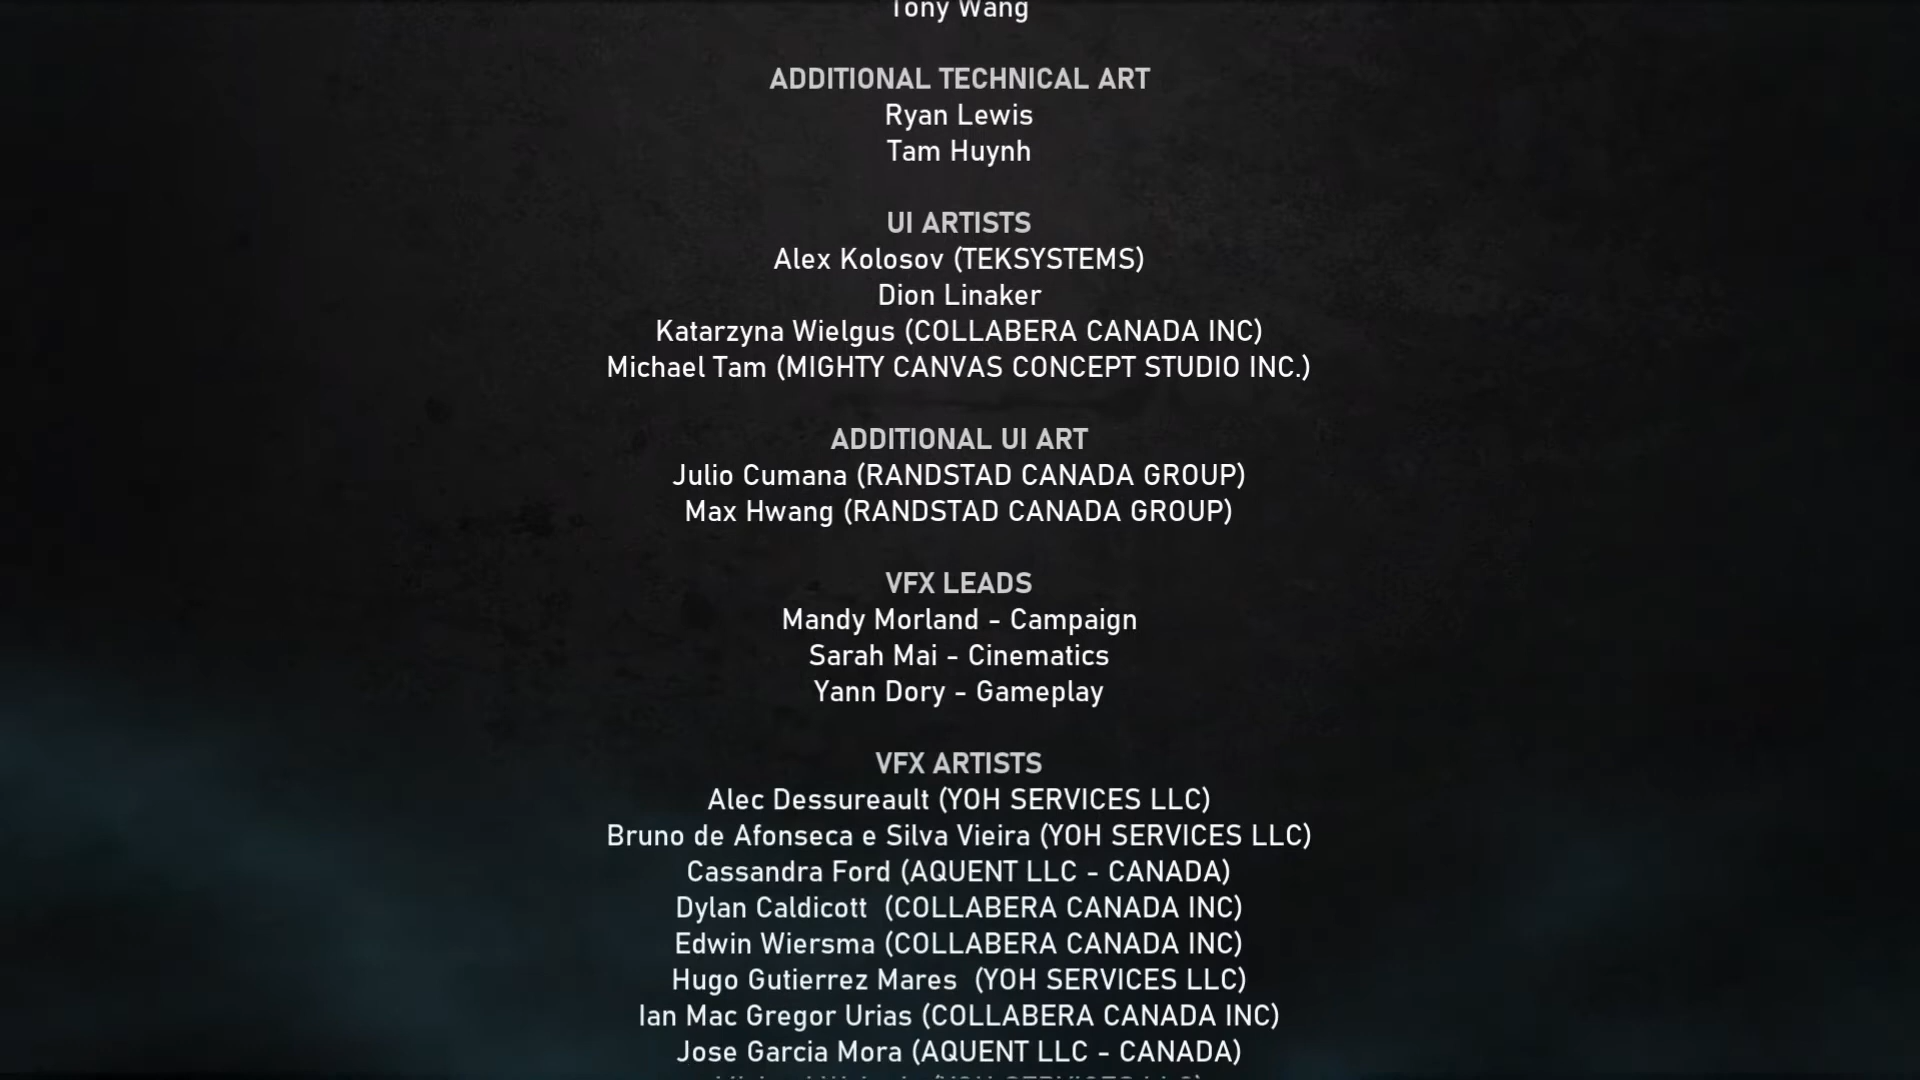 Tony Wang
ADDITIONAL TECHNICAL ART
Ryan Lewis
Tam Huynh
UI ARTISTS
Alex Kolosov (TEKSYSTEMS)
Dion Linaker
Katarzyna Wielgus (COLLABERA CANADA INC)
Michael Tam (MIGHTY CANVAS CONCEPT STUDIO INC.)
ADDITIONAL UI ART
Julio Cumana (RANDSTAD CANADA GROUP)
Max Hwang (RANDSTAD CANADA GROUP)
VFX LEADS
Mandy Morland - Campaign
Sarah Mai - Cinematics
Yann Dory - Gameplay
VFX ARTISTS
Alec Dessureault (YOH SERVICES LLC)
Bruno de Afonseca e Silva Vieira (YOH SERVICES LLC)
Cassandra Ford (AQUENT LLC - CANADA)
Dylan Caldicott  (COLLABERA CANADA INC)
Edwin Wiersma (COLLABERA CANADA INC)
Hugo Gutierrez Mares  (YOH SERVICES LLC)
Ian Mac Gregor Urias (COLLABERA CANADA INC)
Jose Garcia Mora (AQUENT LLC - CANADA)